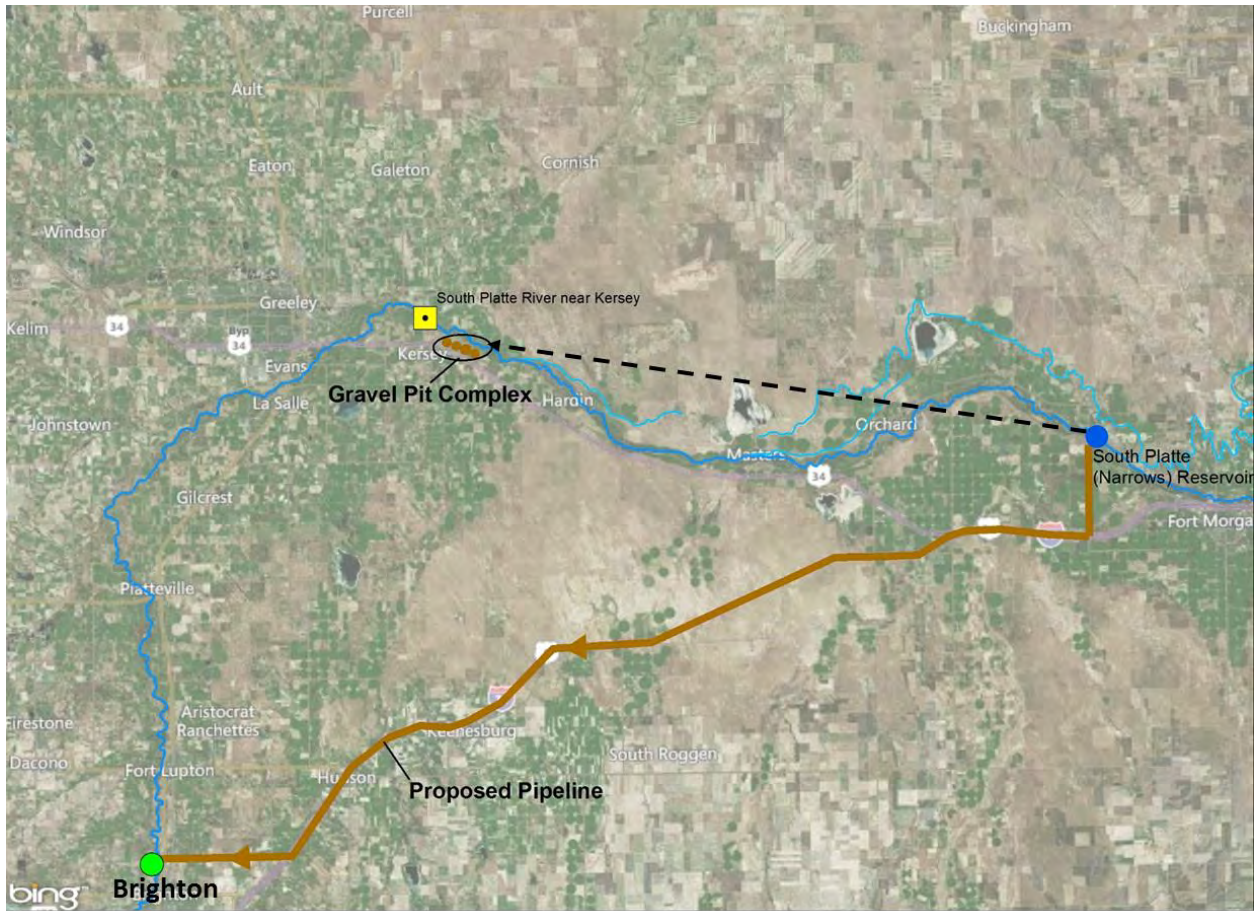 Purcell
Buckingham
Ault
Eaton
Galeton
Cornish
Windsor
Greeley
South Platte River near Kersey
Kelim
34
Byp
34
Evans
Kersey
Gravel Pit Complex
La Salle
Hardin
Johnstown
Orchard
Masters
34
South Platte
(Narrows) Reservoir
Gilcrest
Fort Morga
Platteville
Firestone
Aristocrat
Ranchettes
Keenesburg
South Roggen
Dacono
Fort Lupton
Hudson
Proposed Pipeline
Brighton
bing